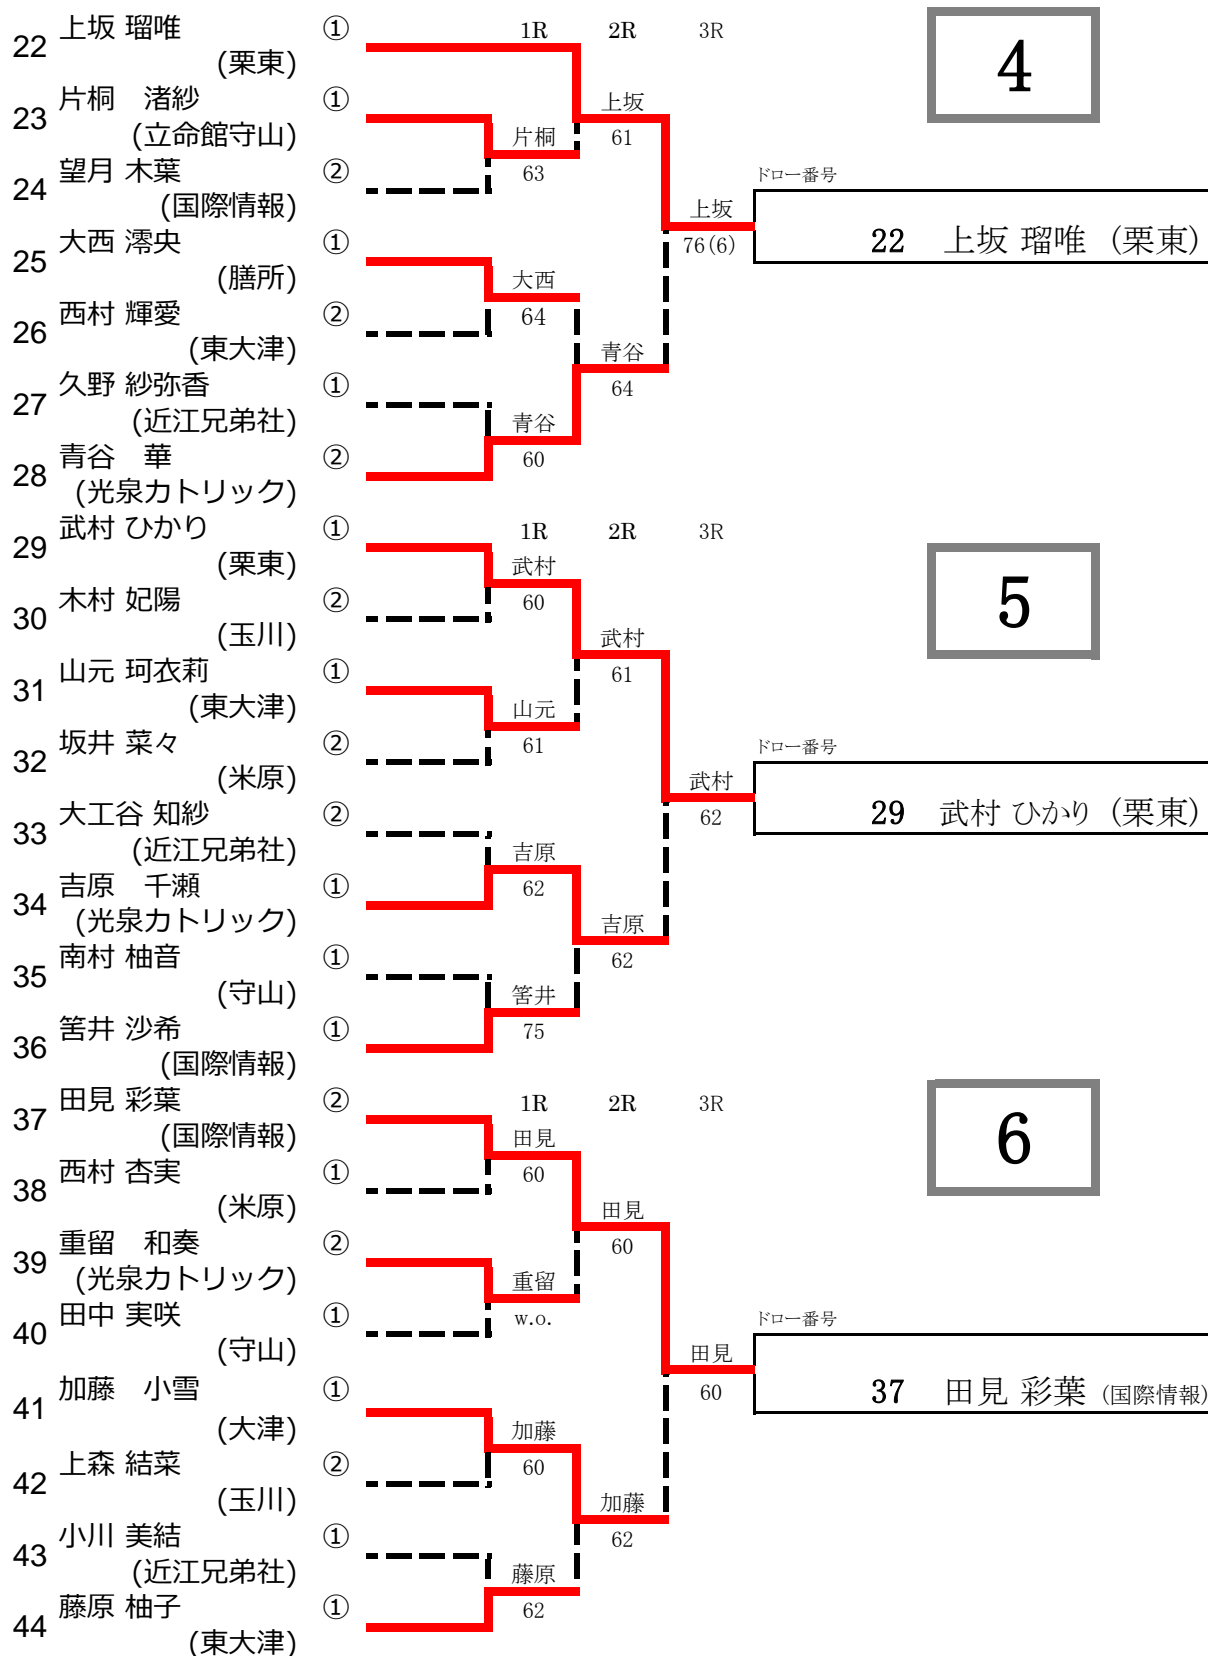 22 上坂 瑠唯 ① 1R 2R 3R 4
(栗東)
23 片桐　渚紗 ① 上坂
(立命館守山) 片桐 61
24 望月 木葉 ② 63 ドロー番号
(国際情報) 上坂
25 大西 澪央 ① 76(6) 22 上坂 瑠唯 (栗東)
(膳所) 大西
26 西村 輝愛 ② 64
(東大津) 青谷
27 久野 紗弥香 ① 64
(近江兄弟社) 青谷
28 青谷　華 ② 60
(光泉カトリック)
29 武村 ひかり ① 1R 2R 3R 5
(栗東) 武村
30 木村 妃陽 ② 60
(玉川) 武村
31 山元 珂衣莉 ① 61
(東大津) 山元
32 坂井 菜々 ② 61 ドロー番号
(米原) 武村
33 大工谷 知紗 ② 62 29 武村 ひかり (栗東)
(近江兄弟社) 吉原
34 吉原　千瀬 ① 62
(光泉カトリック) 吉原
35 南村 柚音 ① 62
(守山) 筈井
36 筈井 沙希 ① 75
(国際情報)
37 田見 彩葉 ② 1R 2R 3R 6
(国際情報) 田見
38 西村 杏実 ① 60
(米原) 田見
39 重留　和奏 ② 60
(光泉カトリック) 重留
40 田中 実咲 ① w.o. ドロー番号
(守山) 田見
41 加藤　小雪 ① 60 37 田見 彩葉 (国際情報)
(大津) 加藤
42 上森 結菜 ② 60
(玉川) 加藤
43 小川 美結 ① 62
(近江兄弟社) 藤原
44 藤原 柚子 ① 62
(東大津)